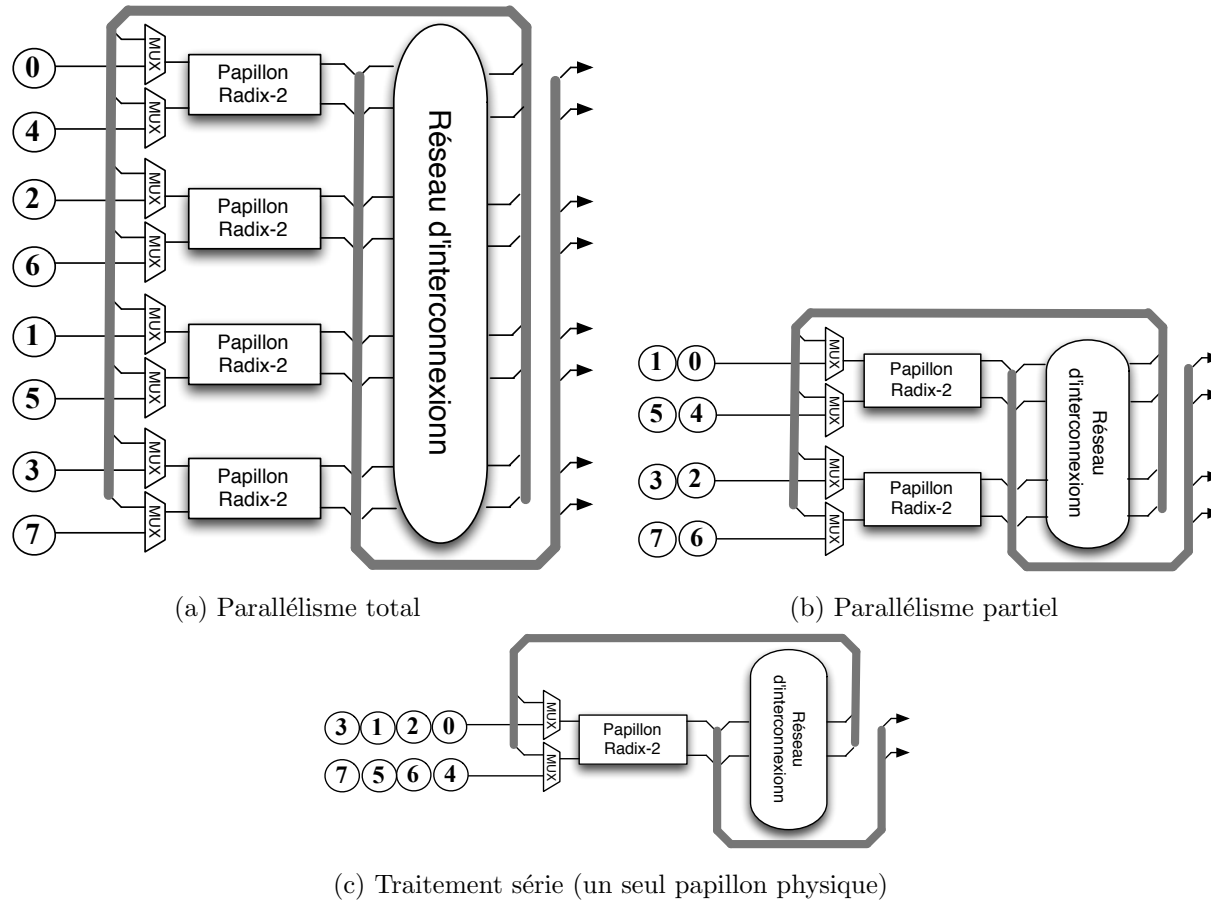 0
MUX
Papillon
Radix-2
4
MUX
2
MUX
Papillon
Radix-2
6
MUX
1
MUX
Papillon
Radix-2
5
MUX
3
MUX
Papillon
Radix-2
7
MUX
Réseau d'interconnexionn
(a) Parallélisme total
1 0
MUX
Papillon
Radix-2
5 4
MUX
3 2
MUX
Papillon
Radix-2
7 6
MUX
Réseau
d'interconnexionn
(b) Parallélisme partiel
3 1 2 0
MUX
Papillon
Radix-2
7 5 6 4
MUX
Réseau
d'interconnexionn
(c) Traitement série (un seul papillon physique)